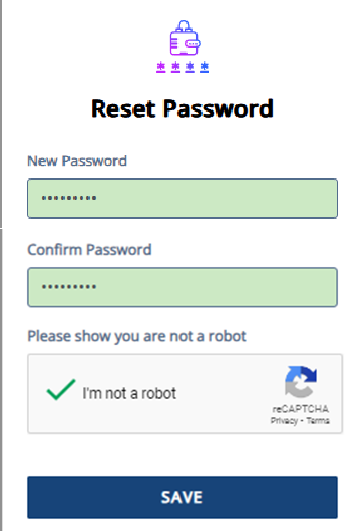 * * * *
Reset Password
New Password
•••••••••
Confirm Password
•••••••••
Please show you are not a robot
I'm not a robot
reCAPTCHA
Privacy • Terms
SAVE